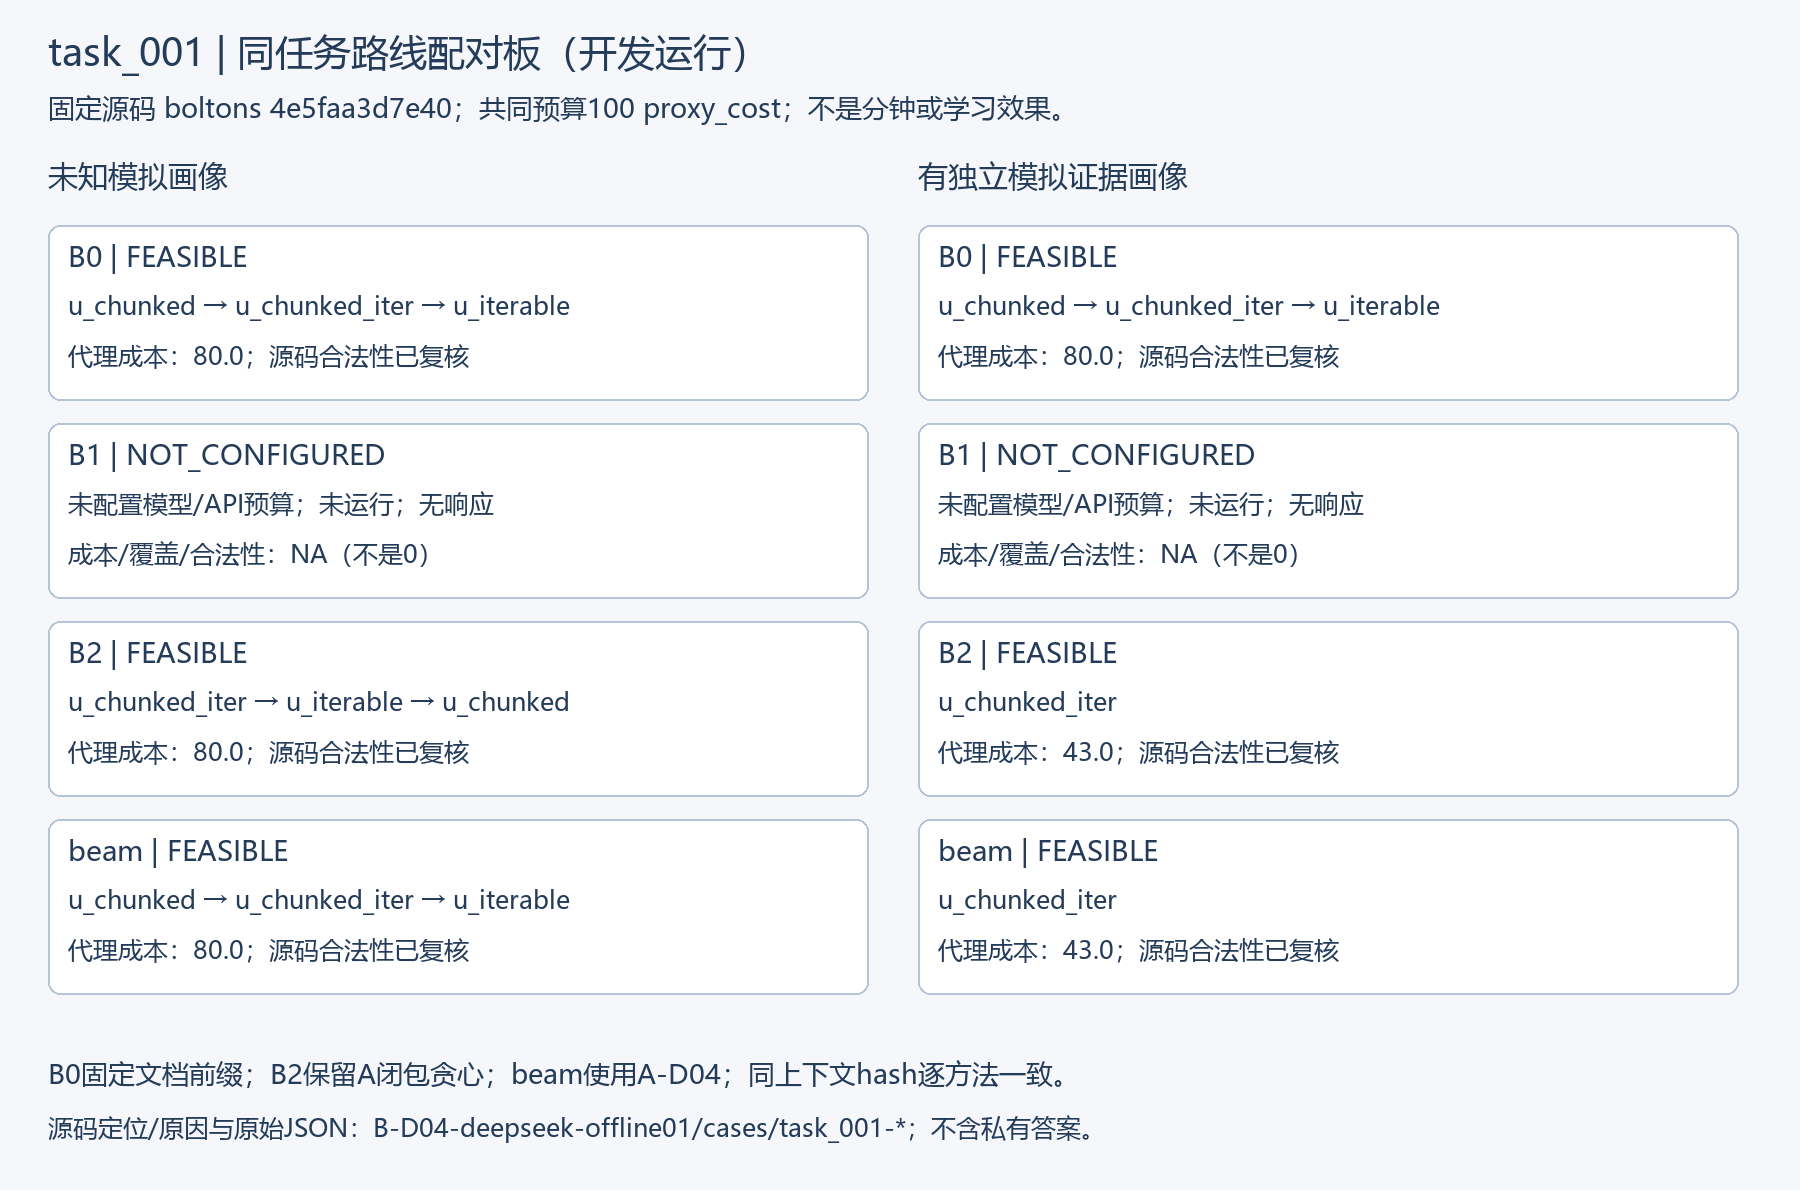 task_001 | 同任务路线配对板（开发运行）
固定源码 boltons 4e5faa3d7e40；共同预算100 proxy_cost；不是分钟或学习效果。
未知模拟画像
B0 | FEASIBLE
u_chunked → u_chunked_iter → u_iterable
代理成本：80.0；源码合法性已复核
B1 | NOT_CONFIGURED
未配置模型/API预算；未运行；无响应
成本/覆盖/合法性：NA（不是0）
B2 | FEASIBLE
u_chunked_iter → u_iterable → u_chunked
代理成本：80.0；源码合法性已复核
beam | FEASIBLE
u_chunked → u_chunked_iter → u_iterable
代理成本：80.0；源码合法性已复核
有独立模拟证据画像
B0 | FEASIBLE
u_chunked → u_chunked_iter → u_iterable
代理成本：80.0；源码合法性已复核
B1 | NOT_CONFIGURED
未配置模型/API预算；未运行；无响应
成本/覆盖/合法性：NA（不是0）
B2 | FEASIBLE
u_chunked_iter
代理成本：43.0；源码合法性已复核
beam | FEASIBLE
u_chunked_iter
代理成本：43.0；源码合法性已复核
B0固定文档前缀；B2保留A闭包贪心；beam使用A-D04；同上下文hash逐方法一致。
源码定位/原因与原始JSON：B-D04-deepseek-offline01/cases/task_001-*；不含私有答案。